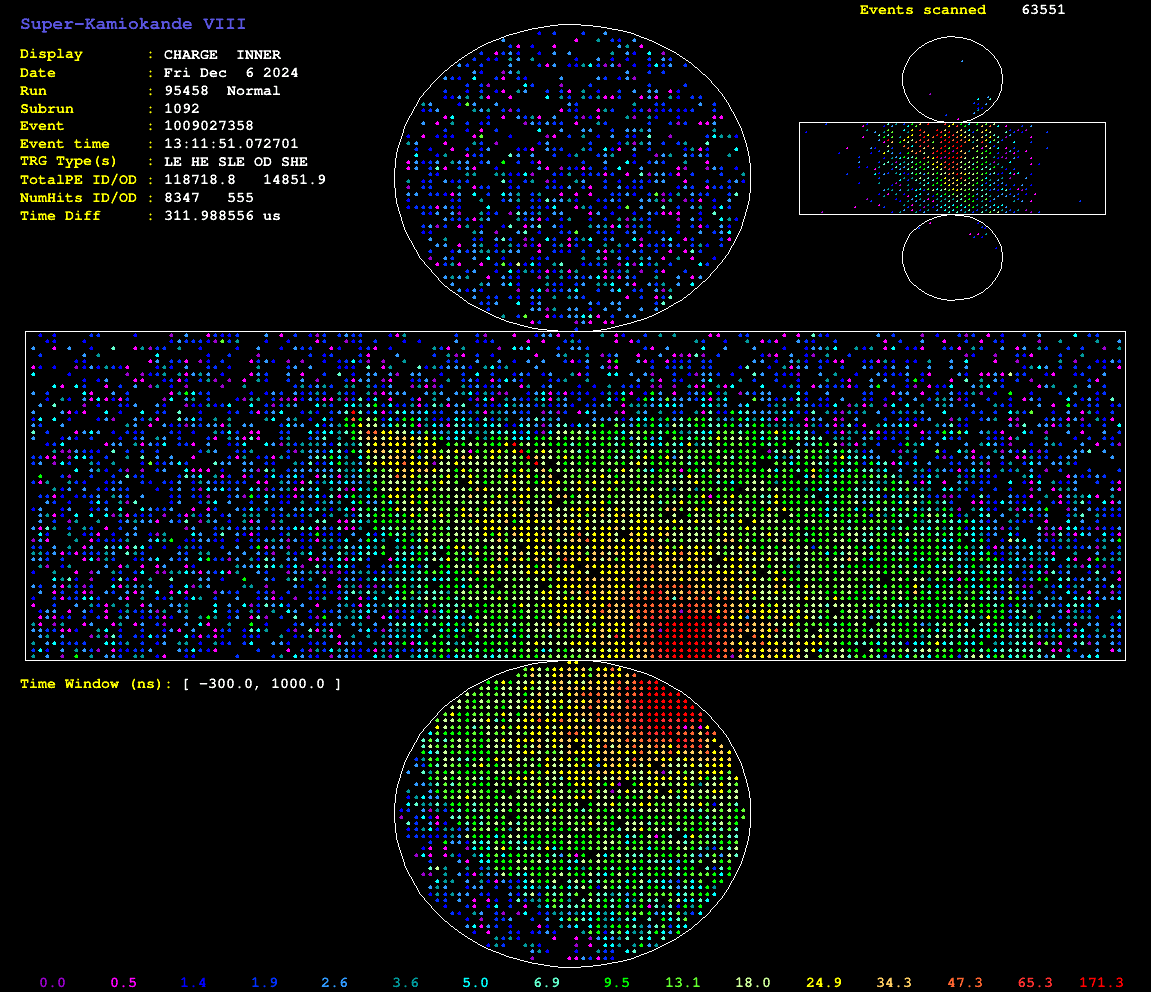 Super-Kamiokande VIII
Events scanned 63551
Display : CHARGE INNER
Date : Fri Dec 6 2024
Run : 95458 Normal
Subrun : 1092
Event : 1009027358
Event time : 13:11:51.072701
TRG Type(s) : LE HE SLE OD SHE
TotalPE ID/OD : 118718.8 14851.9
NumHits ID/OD : 8347 555
Time Diff : 311.988556 us
Time Window (ns): [ -300.0, 1000.0 ]
0.0 0.5 1.4 1.9 2.6 3.6 5.0 6.9 9.5 13.1 18.0 24.9 34.3 47.3 65.3 171.3